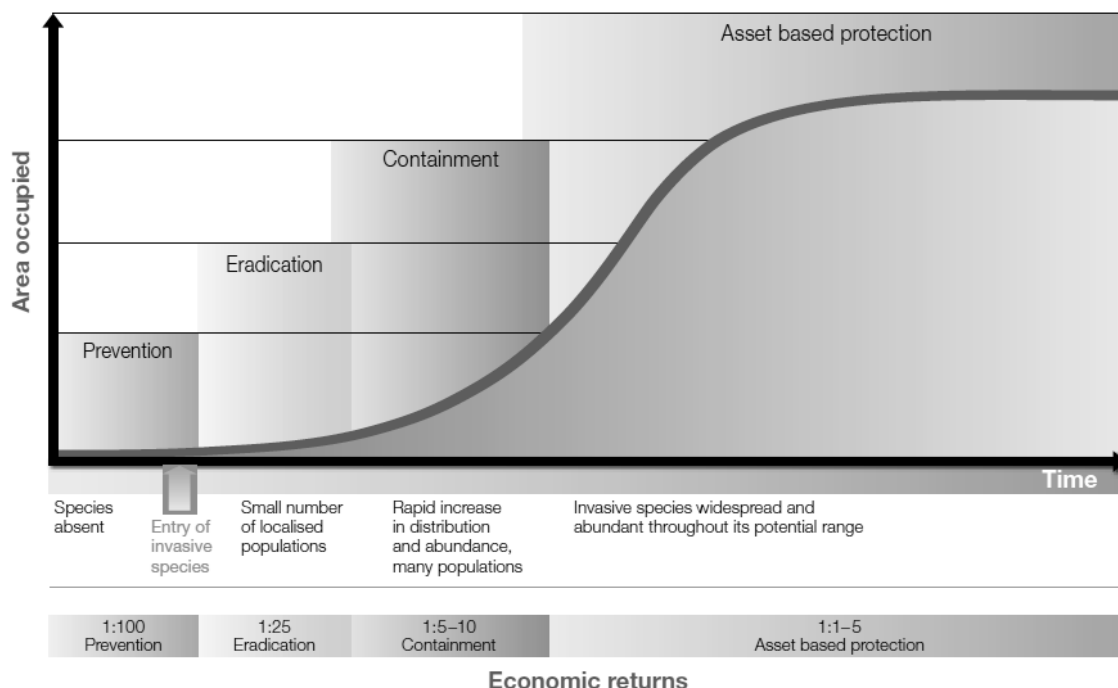 Asset based protection
Containment
Eradication
Prevention
Area occupied
Time
Species
absent
Entry of
invasive
species
Small number
of localised
populations
Rapid increase
in distribution
and abundance,
many populations
Invasive species widespread and
abundant throughout its potential range
1:100
Prevention
1:25
Eradication
1:5–10
Containment
1:1–5
Asset based protection
Economic returns